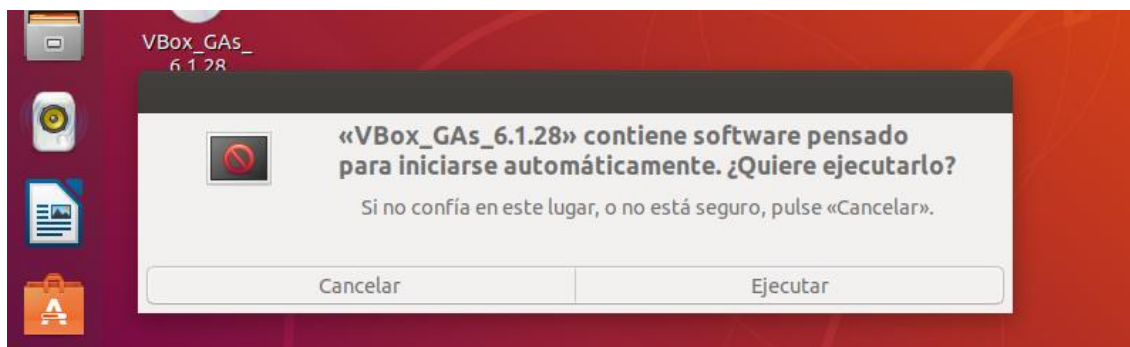 VBox_GAs_
6.1.28
«VBox_GAs_6.1.28» contiene software pensado
para iniciarse automáticamente. ¿Quiere ejecutarlo?
Si no confía en este lugar, o no está seguro, pulse «Cancelar».
Cancelar
Ejecutar